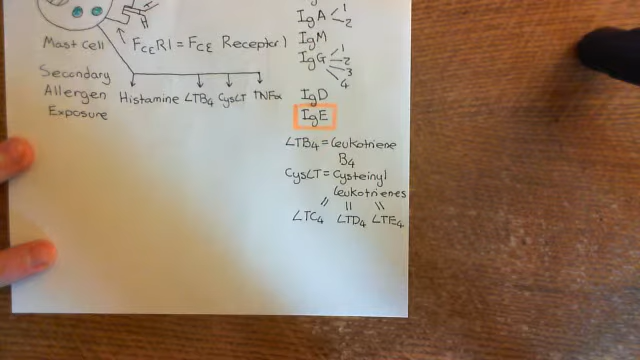 IgA 1
2
IgM
IgG 1
2
3
4
IgD
IgE
Mast Cell
FcεRI = Fcε Receptor I
Secondary
Allergen
Exposure
Histamine LTB4 CysLT TNFα
LTB4 = Leukotriene
B4
CysLT = Cysteinyl
Leukotrienes
LTC4 LTD4 LTE4